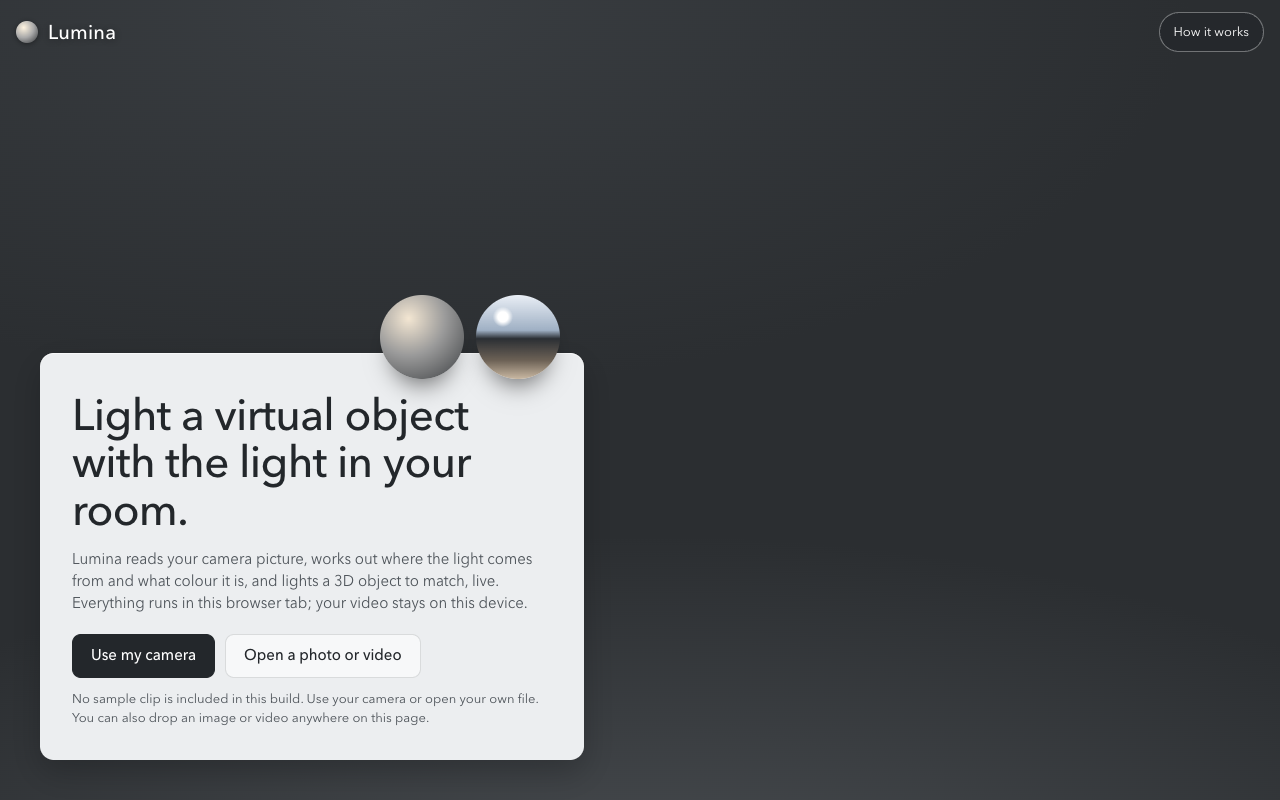 Lumina
How it works
Light a virtual object
with the light in your
room.
Lumina reads your camera picture, works out where the light comes
from and what colour it is, and lights a 3D object to match, live.
Everything runs in this browser tab; your video stays on this device.
Use my camera
Open a photo or video
No sample clip is included in this build. Use your camera or open your own file.
You can also drop an image or video anywhere on this page.